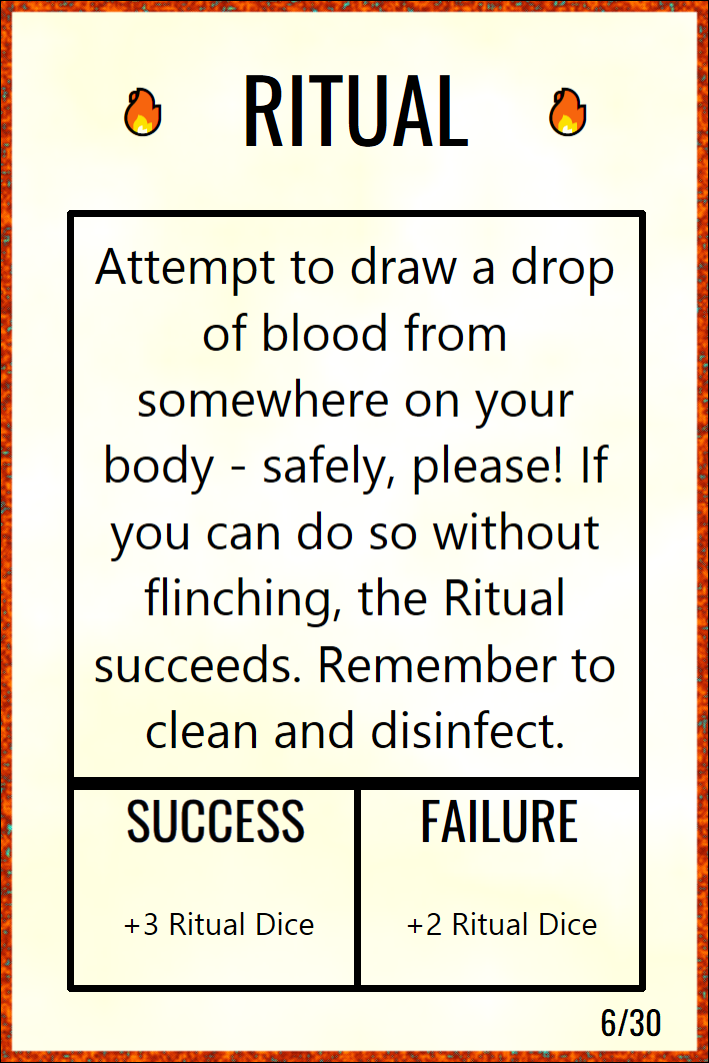 RITUAL
Attempt to draw a drop
of blood from
somewhere on your
body - safely, please! If
you can do so without
flinching, the Ritual
succeeds. Remember to
clean and disinfect.
SUCCESS
FAILURE
+3 Ritual Dice
+2 Ritual Dice
6/30